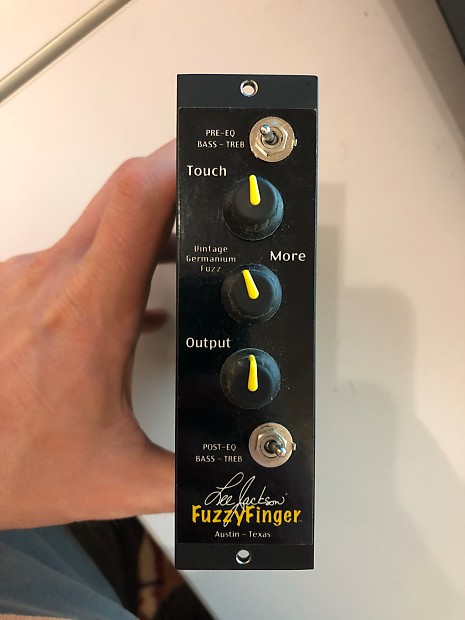 PRE-EQ
BASS - TREB
Touch
Vintage
Germanium
Fuzz
More
Output
POST-EQ
BASS - TREB
Lee Jackson
FuzzyFinger
Austin - Texas